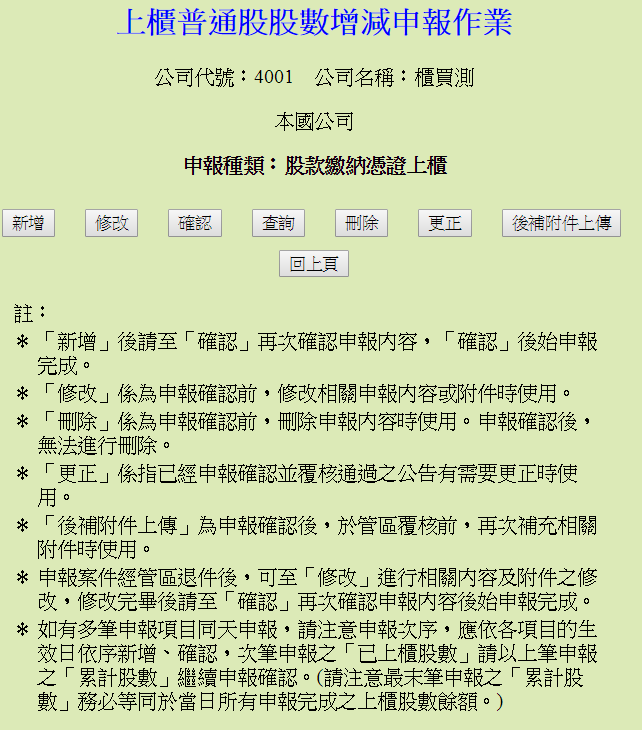 上櫃普通股股數增減申報作業
公司代號：4001　公司名稱：櫃買測
本國公司
申報種類：股款繳納憑證上櫃
新增　修改　確認　查詢　刪除　更正　後補附件上傳
回上頁
註：
＊「新增」後請至「確認」再次確認申報內容，「確認」後始申報
完成。
＊「修改」係為申報確認前，修改相關申報內容或附件時使用。
＊「刪除」係為申報確認前，刪除申報內容時使用。申報確認後，
無法進行刪除。
＊「更正」係指已經申報確認並覆核通過之公告有需要更正時使
用。
＊「後補附件上傳」為申報確認後，於管區覆核前，再次補充相關
附件時使用。
＊ 申報案件經管區退件後，可至「修改」進行相關內容及附件之修
改，修改完畢後請至「確認」再次確認申報內容後始申報完成。
＊ 如有多筆申報項目同天申報，請注意申報次序，應依各項目的生
效日依序新增、確認，次筆申報之「已上櫃股數」請以上筆申報
之「累計股數」繼續申報確認。(請注意最末筆申報之「累計股
數」務必等同於當日所有申報完成之上櫃股數餘額。)